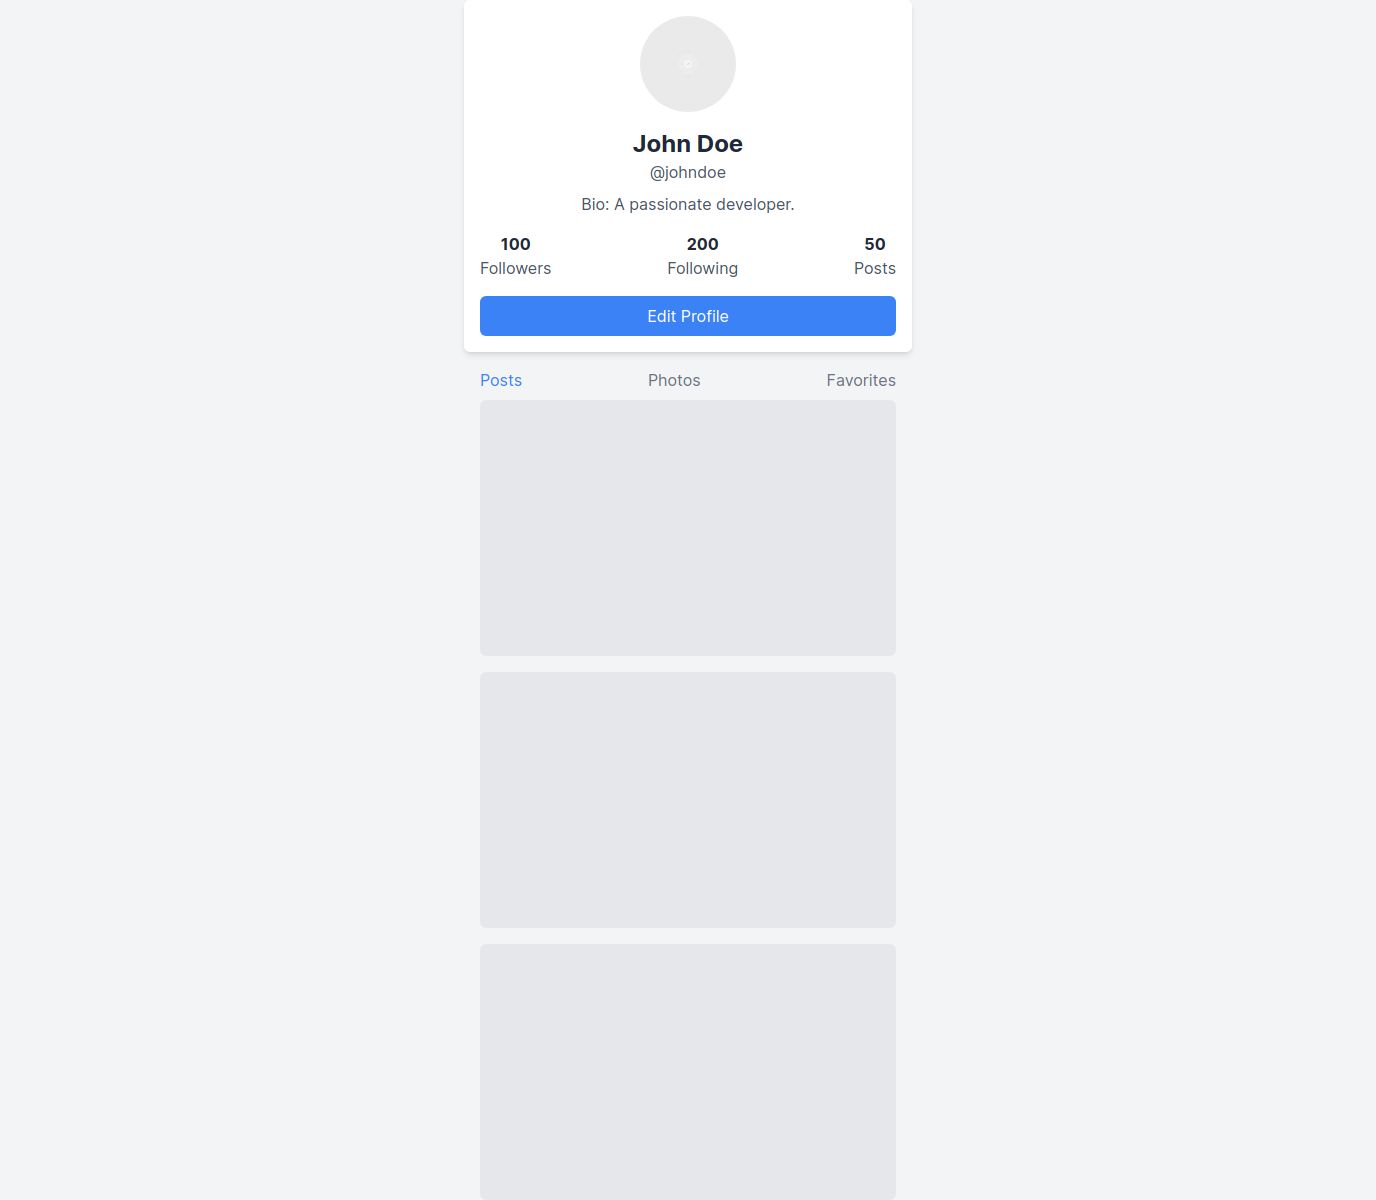 John Doe
@johndoe
Bio: A passionate developer.
100 200 50
Followers Following Posts
Edit Profile
Posts Photos Favorites